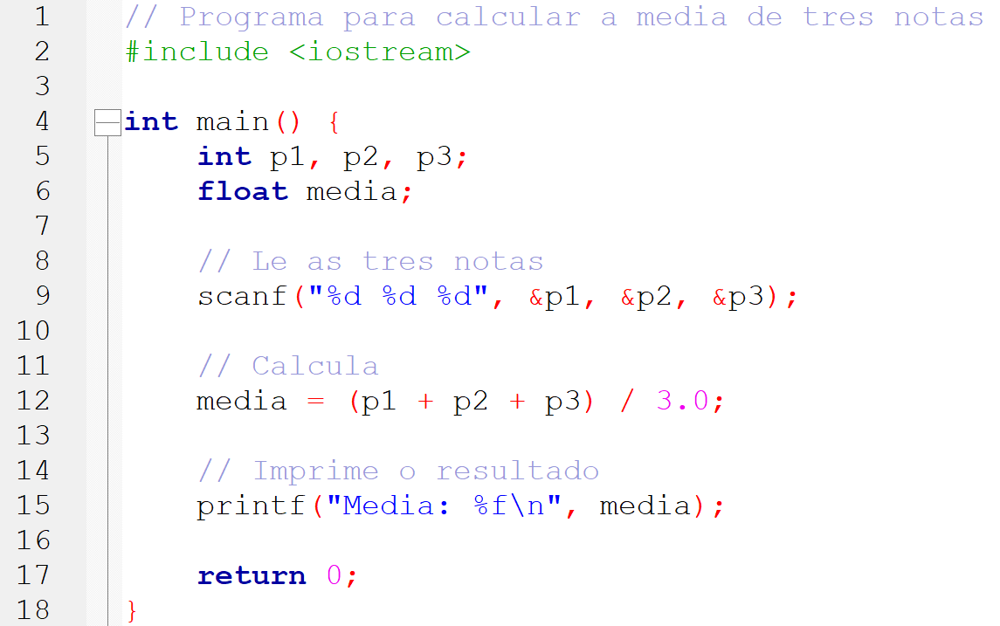 1 // Programa para calcular a media de tres notas
2 #include <iostream>
3
4 int main() {
5     int p1, p2, p3;
6     float media;
7
8     // Le as tres notas
9     scanf("%d %d %d", &p1, &p2, &p3);
10
11     // Calcula
12     media = (p1 + p2 + p3) / 3.0;
13
14     // Imprime o resultado
15     printf("Media: %f\n", media);
16
17     return 0;
18 }